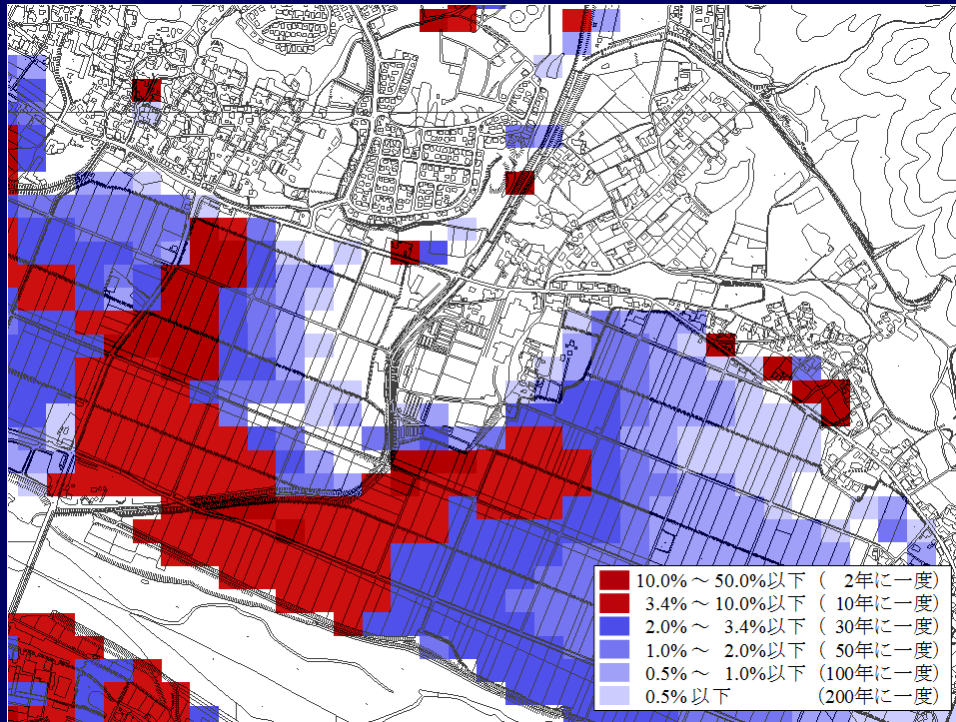 10.0%～50.0%以下（ 2年に一度）
3.4%～10.0%以下（ 10年に一度）
2.0%～ 3.4%以下（ 30年に一度）
1.0%～ 2.0%以下（ 50年に一度）
0.5%～ 1.0%以下（100年に一度）
0.5%以下 （200年に一度）